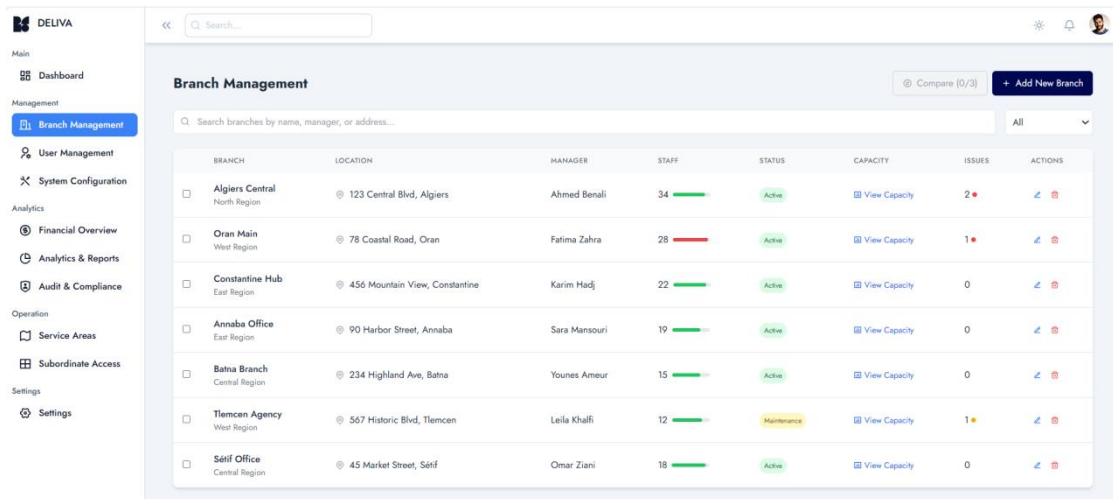 DELIVA
Search...
Main
Dashboard
Management
Branch Management
User Management
System Configuration
Analytics
Financial Overview
Analytics & Reports
Audit & Compliance
Operation
Service Areas
Subordinate Access
Settings
Settings
Branch Management
Compare (0/3)
+ Add New Branch
Search branches by name, manager, or address...
All
BRANCH LOCATION MANAGER STAFF STATUS CAPACITY ISSUES ACTIONS
Algiers Central 123 Central Blvd, Algiers Ahmed Benali 34 Active View Capacity 2
North Region
Oran Main 78 Coastal Road, Oran Fatima Zahra 28 Active View Capacity 1
West Region
Constantine Hub 456 Mountain View, Constantine Karim Hadj 22 Active View Capacity 0
East Region
Annaba Office 90 Harbor Street, Annaba Sara Mansouri 19 Active View Capacity 0
East Region
Batna Branch 234 Highland Ave, Batna Younes Ameur 15 Active View Capacity 0
Central Region
Tlemcen Agency 567 Historic Blvd, Tlemcen Leila Khalfi 12 Maintenance View Capacity 1
West Region
Sétif Office 45 Market Street, Sétif Omar Ziani 18 Active View Capacity 0
Central Region